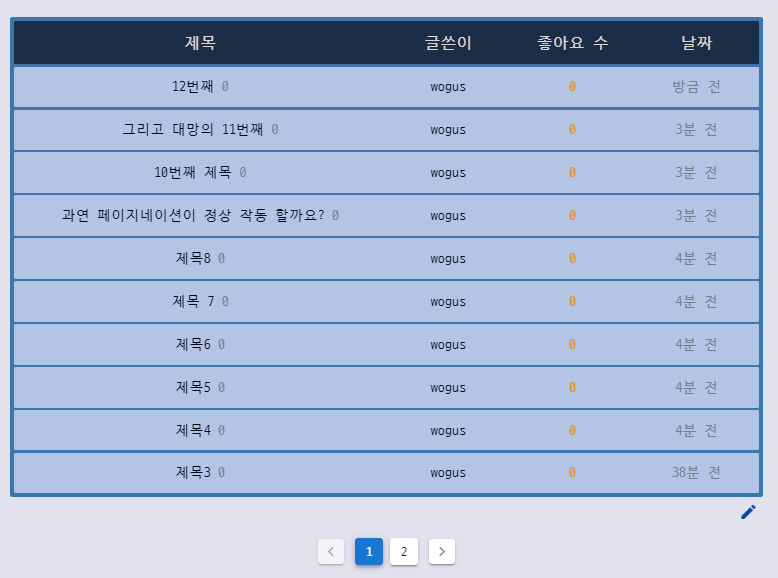 제목 글쓴이 좋아요 수 날짜
12번째 0 wogus 0 방금 전
그리고 대망의 11번째 0 wogus 0 3분 전
10번째 제목 0 wogus 0 3분 전
과연 페이지네이션이 정상 작동 할까요? 0 wogus 0 3분 전
제목8 0 wogus 0 4분 전
제목 7 0 wogus 0 4분 전
제목6 0 wogus 0 4분 전
제목5 0 wogus 0 4분 전
제목4 0 wogus 0 4분 전
제목3 0 wogus 0 38분 전
1 2